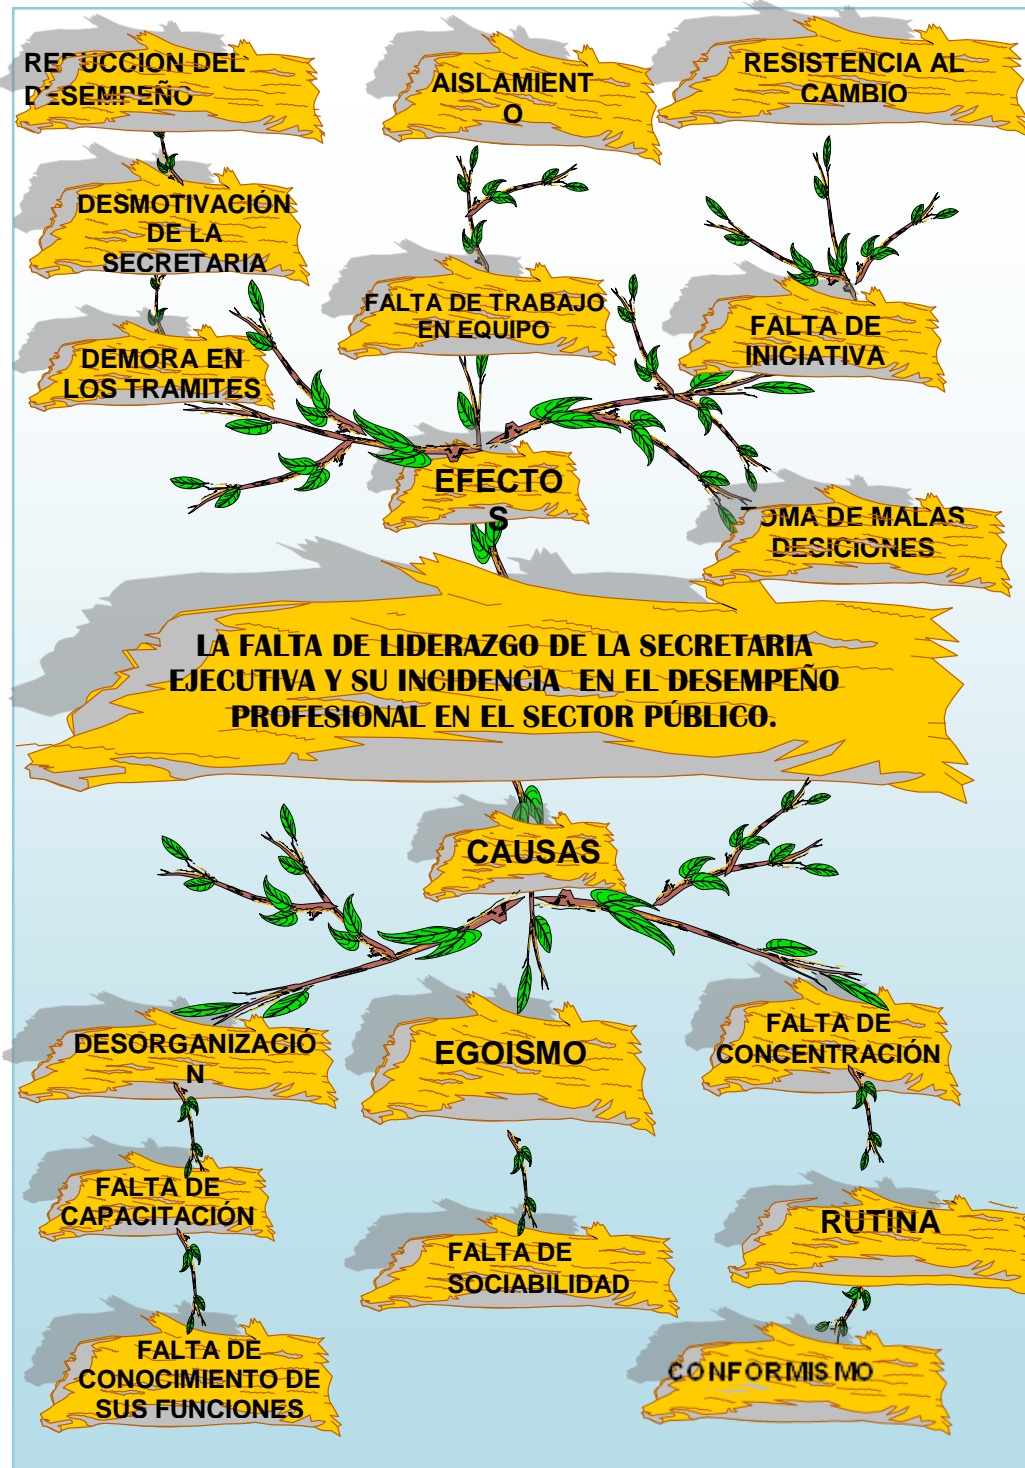 REDUCCION DEL
DESEMPEÑO
AISLAMIENT
O
RESISTENCIA AL
CAMBIO
DESMOTIVACIÓN
DE LA
SECRETARIA
FALTA DE TRABAJO
EN EQUIPO
FALTA DE
INICIATIVA
DEMORA EN
LOS TRAMITES
EFECTO
S
TOMA DE MALAS
DESICIONES
LA FALTA DE LIDERAZGO DE LA SECRETARIA
EJECUTIVA Y SU INCIDENCIA EN EL DESEMPEÑO
PROFESIONAL EN EL SECTOR PÚBLICO.
CAUSAS
DESORGANIZACIÓ
N
EGOISMO
FALTA DE
CONCENTRACIÓN
FALTA DE
CAPACITACIÓN
FALTA DE
SOCIABILIDAD
RUTINA
FALTA DE
CONOCIMIENTO DE
SUS FUNCIONES
CONFORMISMO